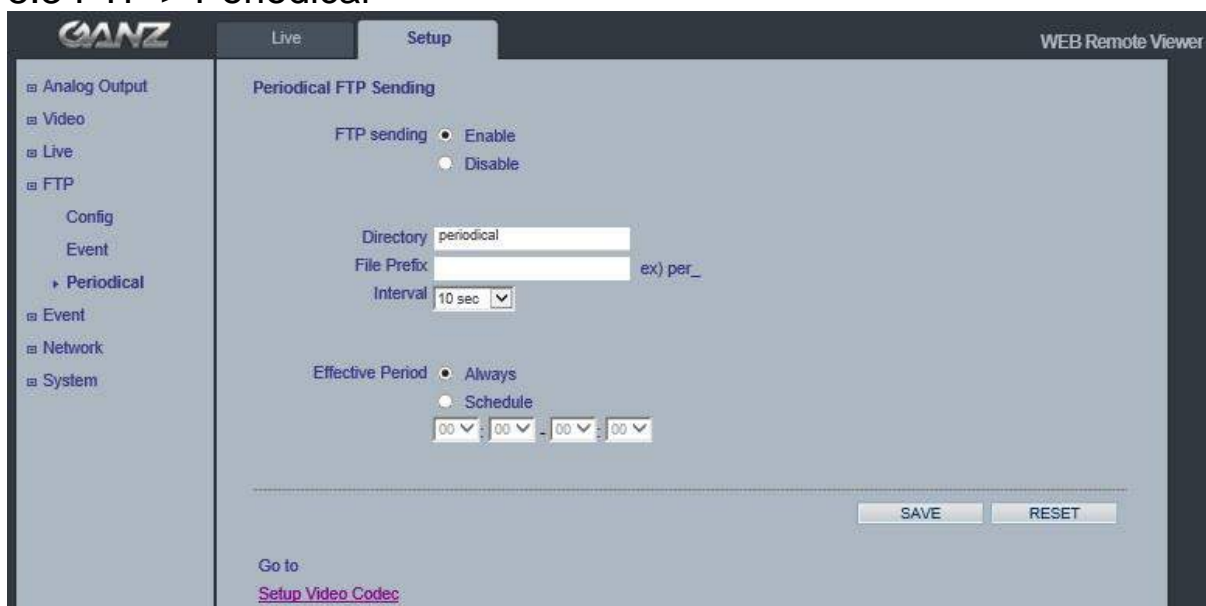 FTP > Periodical
GANZ
Live
Setup
WEB Remote Viewer
Analog Output
Video
Live
FTP
Config
Event
Periodical
Event
Network
System
Periodical FTP Sending
FTP sending
Enable
Disable
Directory periodical
File Prefix ex) per_
Interval 10 sec
Effective Period
Always
Schedule
00 : 00 - 00 : 00
SAVE RESET
Go to
Setup Video Codec